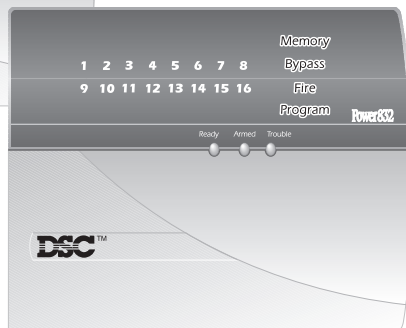 Memory
1 2 3 4 5 6 7 8 Bypass
9 10 11 12 13 14 15 16 Fire
Program Power832
Ready Armed Trouble
DSC™